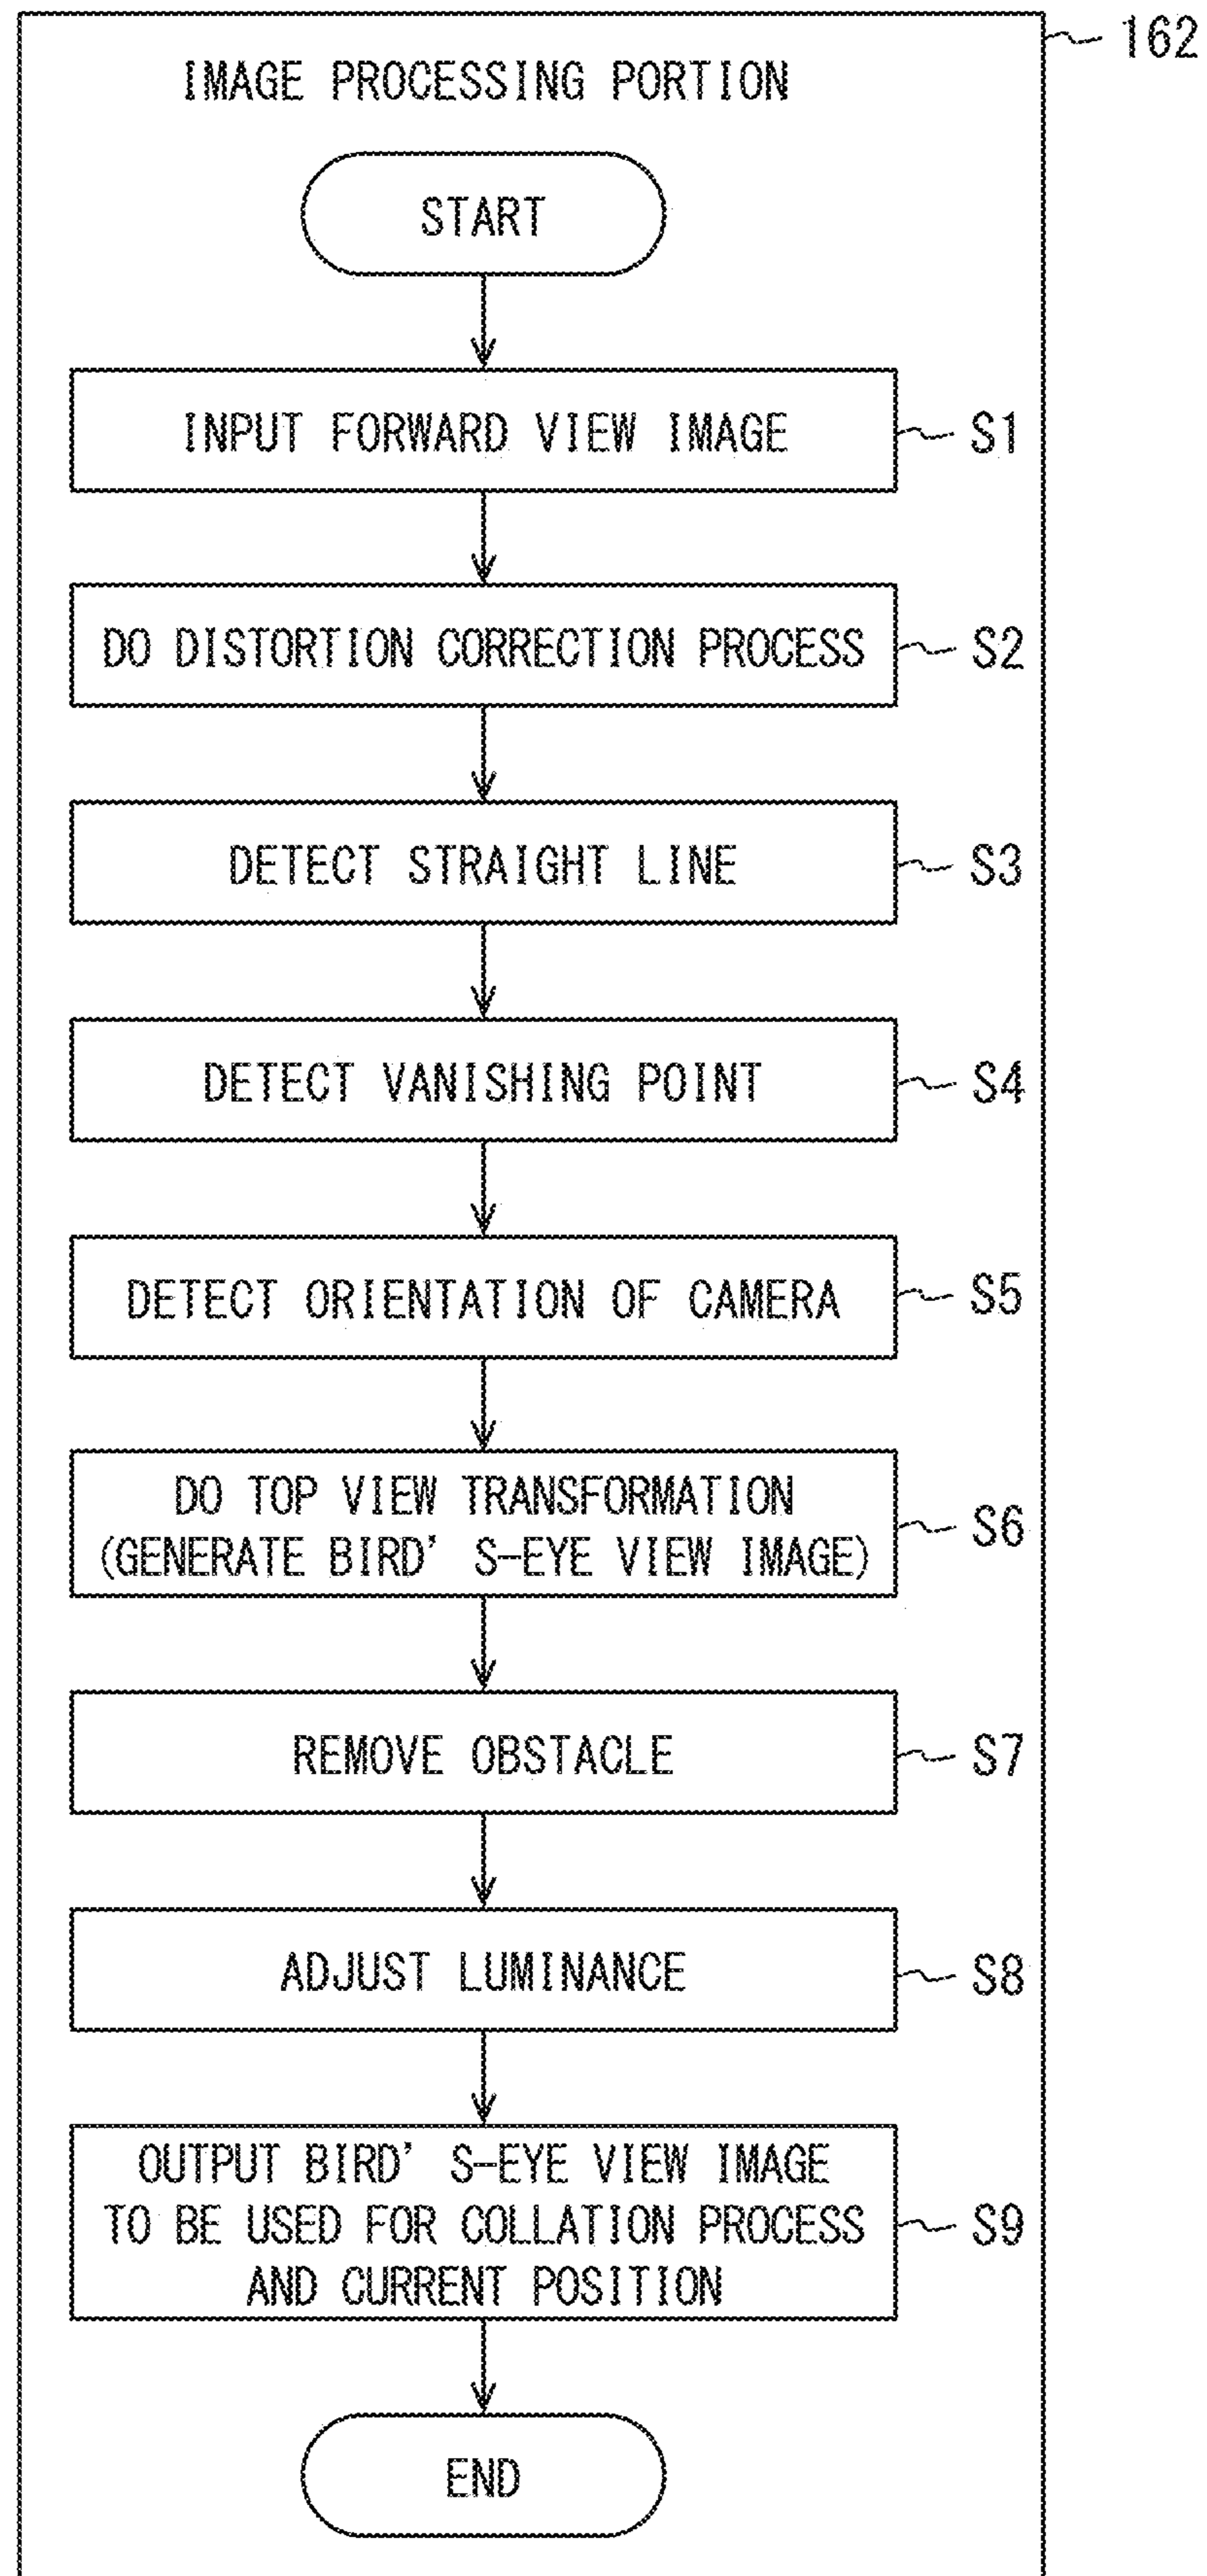 162
IMAGE PROCESSING PORTION
START
INPUT FORWARD VIEW IMAGE
S1
DO DISTORTION CORRECTION PROCESS
S2
DETECT STRAIGHT LINE
S3
DETECT VANISHING POINT
S4
DETECT ORIENTATION OF CAMERA
S5
DO TOP VIEW TRANSFORMATION
(GENERATE BIRD'S-EYE VIEW IMAGE)
S6
REMOVE OBSTACLE
S7
ADJUST LUMINANCE
S8
OUTPUT BIRD'S-EYE VIEW IMAGE
TO BE USED FOR COLLATION PROCESS
AND CURRENT POSITION
S9
END